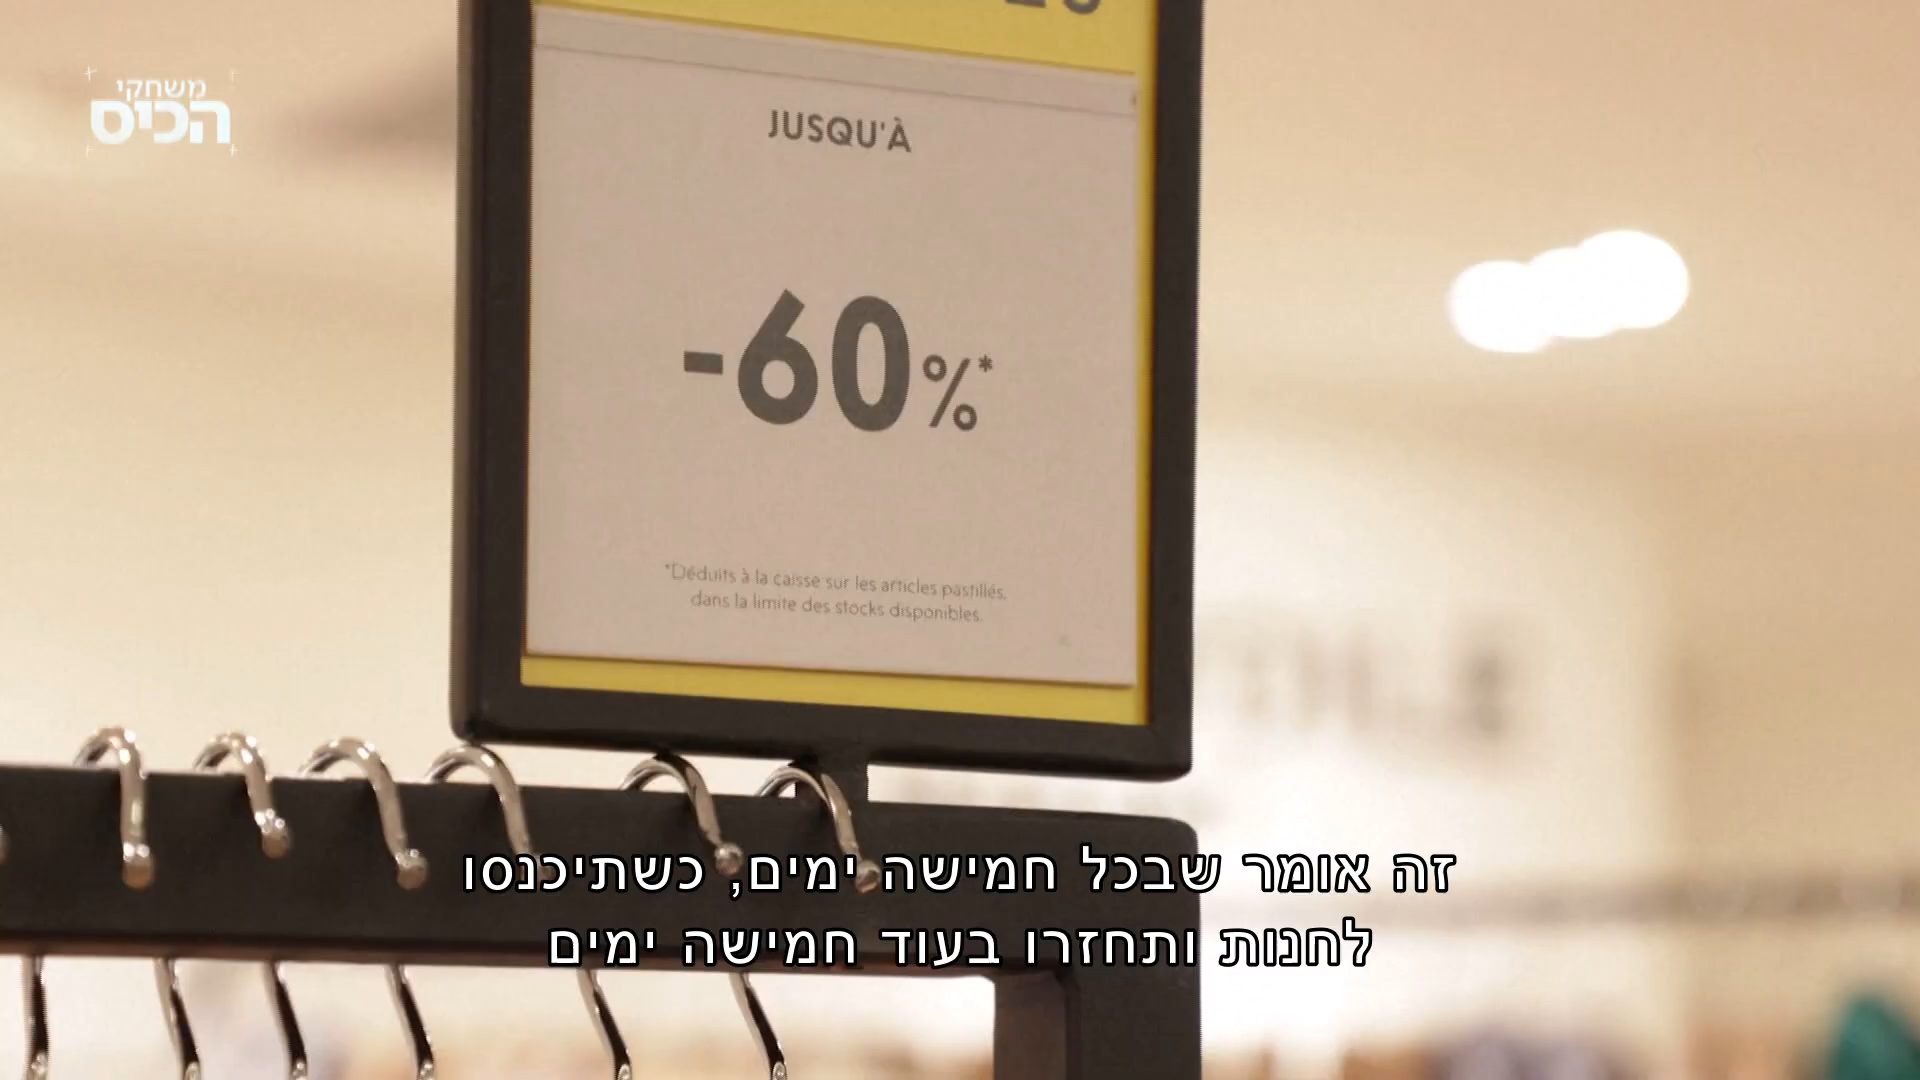 משחקי
הכיס
JUSQU'À
-60%*
*Déduits à la caisse sur les articles pastillés,
dans la limite des stocks disponibles.
זה אומר שבכל חמישה ימים, כשתיכנסו
לחנות ותחזרו בעוד חמישה ימים